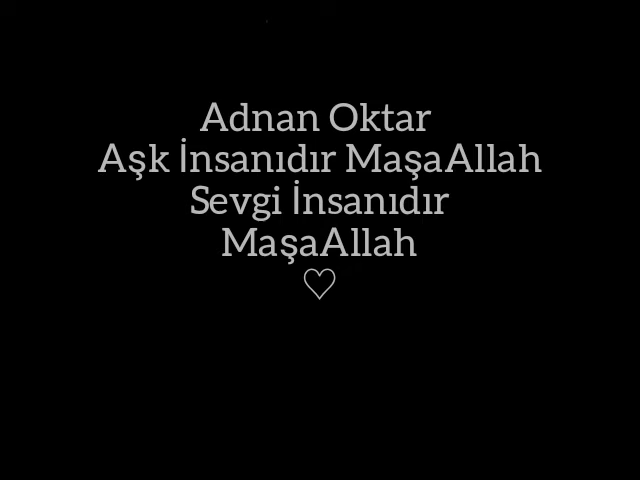 Adnan Oktar
Aşk İnsanıdır MaşaAllah
Sevgi İnsanıdır
MaşaAllah
♡